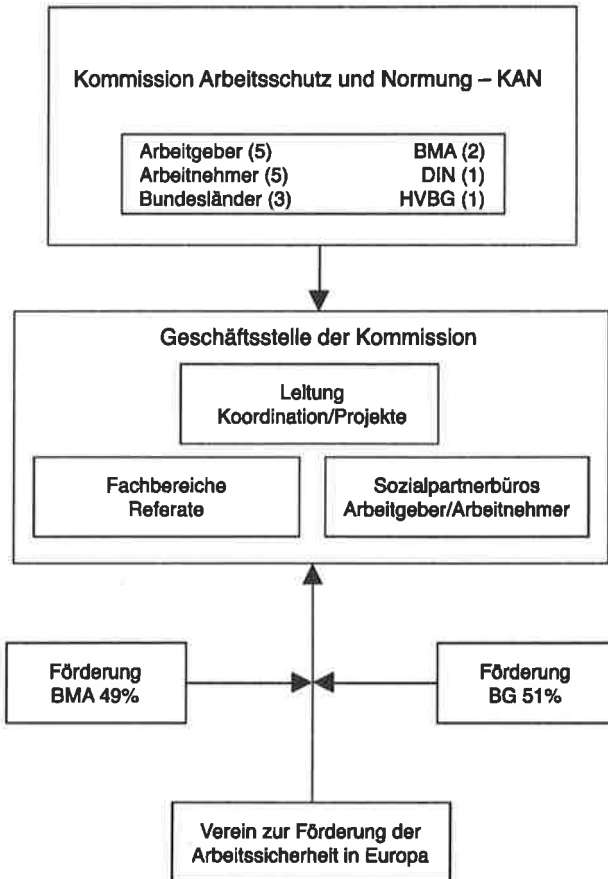 Kommission Arbeitsschutz und Normung – KAN
Arbeitgeber (5) BMA (2)
Arbeitnehmer (5) DIN (1)
Bundesländer (3) HVBG (1)
Geschäftsstelle der Kommission
Leitung
Koordination/Projekte
Fachbereiche
Referate
Sozialpartnerbüros
Arbeitgeber/Arbeitnehmer
Förderung
BMA 49%
Förderung
BG 51%
Verein zur Förderung der
Arbeitssicherheit in Europa